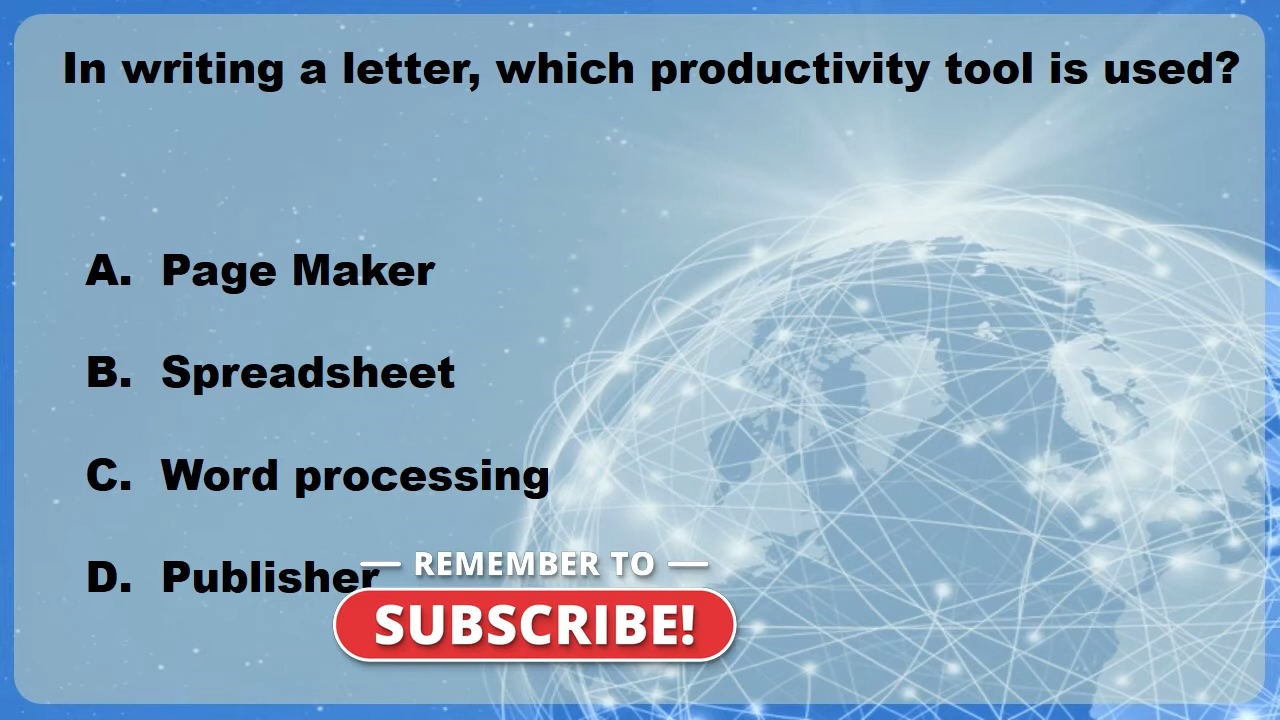 In writing a letter, which productivity tool is used?
A. Page Maker
B. Spreadsheet
C. Word processing
D. Publisher
REMEMBER TO
SUBSCRIBE!